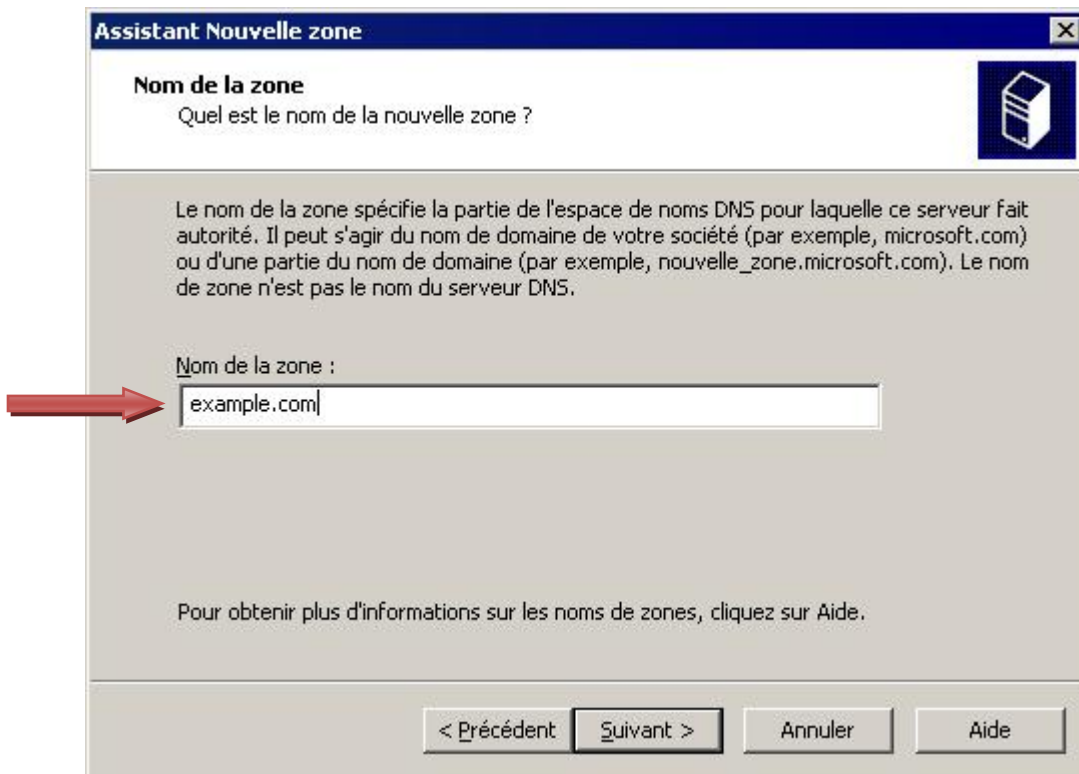 Assistant Nouvelle zone
Nom de la zone
Quel est le nom de la nouvelle zone ?
Le nom de la zone spécifie la partie de l'espace de noms DNS pour laquelle ce serveur fait
autorité. Il peut s'agir du nom de domaine de votre société (par exemple, microsoft.com)
ou d'une partie du nom de domaine (par exemple, nouvelle_zone.microsoft.com). Le nom
de zone n'est pas le nom du serveur DNS.
Nom de la zone :
example.com
Pour obtenir plus d'informations sur les noms de zones, cliquez sur Aide.
< Précédent Suivant > Annuler Aide